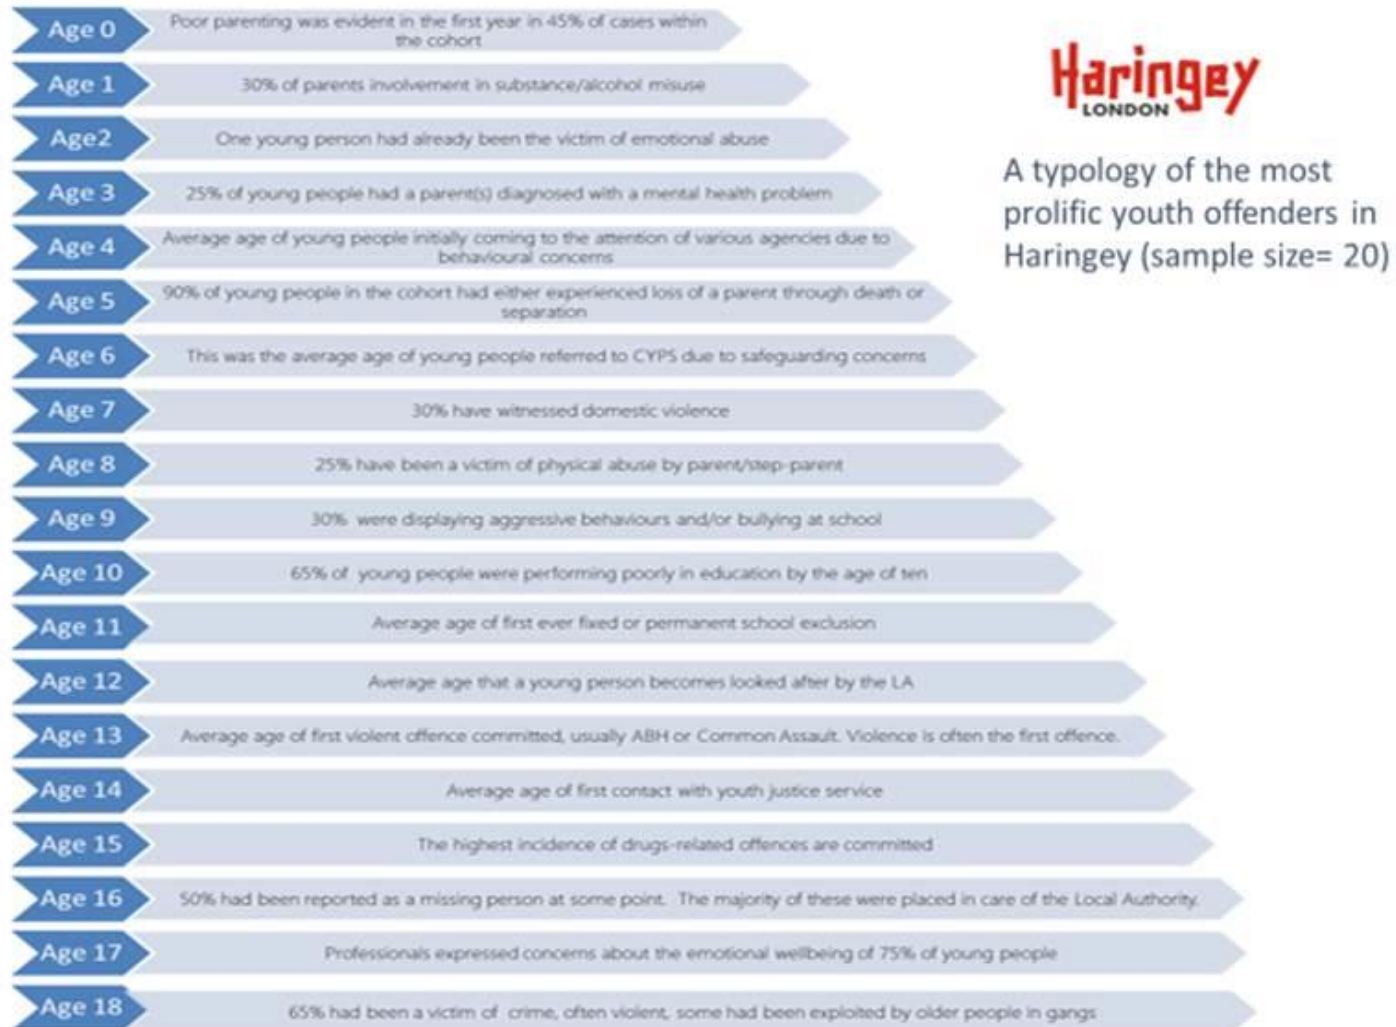 Age 0
Poor parenting was evident in the first year in 45% of cases within
the cohort
Age 1
30% of parents involvement in substance/alcohol misuse
Age2
One young person had already been the victim of emotional abuse
Age 3
25% of young people had a parent(s) diagnosed with a mental health problem
Age 4
Average age of young people initially coming to the attention of various agencies due to
behavioural concerns
Age 5
90% of young people in the cohort had either experienced loss of a parent through death or
separation
Age 6
This was the average age of young people referred to CYPS due to safeguarding concerns
Age 7
30% have witnessed domestic violence
Age 8
25% have been a victim of physical abuse by parent/step-parent
Age 9
30% were displaying aggressive behaviours and/or bullying at school
Age 10
65% of young people were performing poorly in education by the age of ten
Age 11
Average age of first ever fixed or permanent school exclusion
Age 12
Average age that a young person becomes looked after by the LA
Age 13
Average age of first violent offence committed, usually ABH or Common Assault. Violence is often the first offence.
Age 14
Average age of first contact with youth justice service
Age 15
The highest incidence of drugs-related offences are committed
Age 16
50% had been reported as a missing person at some point. The majority of these were placed in care of the Local Authority.
Age 17
Professionals expressed concerns about the emotional wellbeing of 75% of young people
Age 18
65% had been a victim of crime, often violent, some had been exploited by older people in gangs
Haringey
LONDON
A typology of the most
prolific youth offenders in
Haringey (sample size= 20)